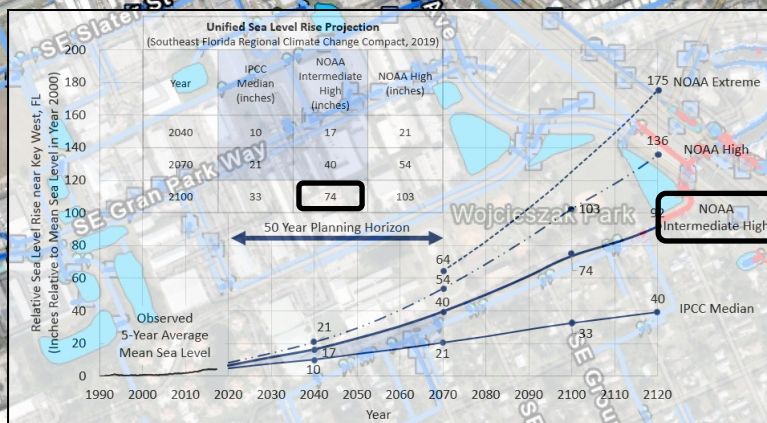 SE Slater St
Ave
Unified Sea Level Rise Projection
(Southeast Florida Regional Climate Change Compact, 2019)
Year
IPCC
Median
(inches)
NOAA
Intermediate
High
(inches)
NOAA High
(inches)
2040 10 17 21
2070 21 40 54
2100 33 74 103
50 Year Planning Horizon
SE Gran Park Way
Wojcieszak Park
Relative Sea Level Rise near Key West, FL
(Inches Relative to Mean Sea Level in Year 2000)
200
180
160
140
120
100
80
60
40
20
0
Observed
5-Year Average
Mean Sea Level
175 NOAA Extreme
136
NOAA High
103
92
NOAA
Intermediate High
74
64
54
40
40
IPCC Median
33
21
21
17
10
SE Grou
1990 2000 2010 2020 2030 2040 2050 2060 2070 2080 2090 2100 2110 2120
Year